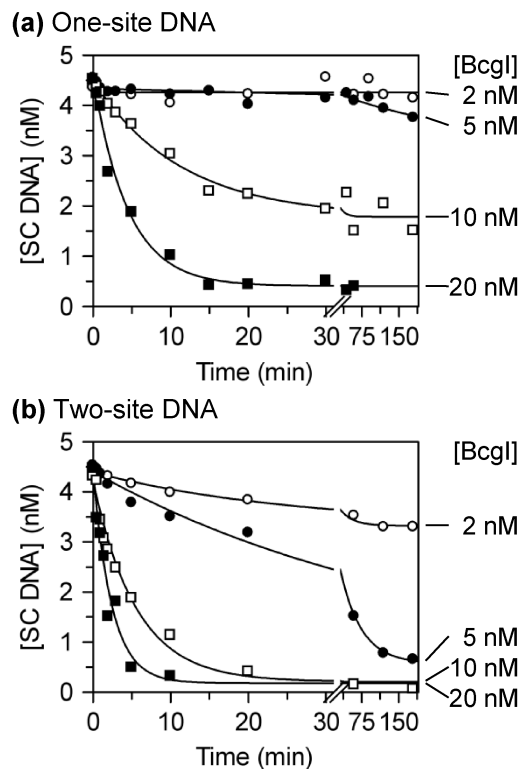 (a) One-site DNA
[BcgI]
5
4
3
2
1
0
[SC DNA] (nM)
2 nM
5 nM
10 nM
20 nM
0 10 20 30 75 150
Time (min)
(b) Two-site DNA
[BcgI]
5
4
3
2
1
0
[SC DNA] (nM)
2 nM
5 nM
10 nM
20 nM
0 10 20 30 75 150
Time (min)